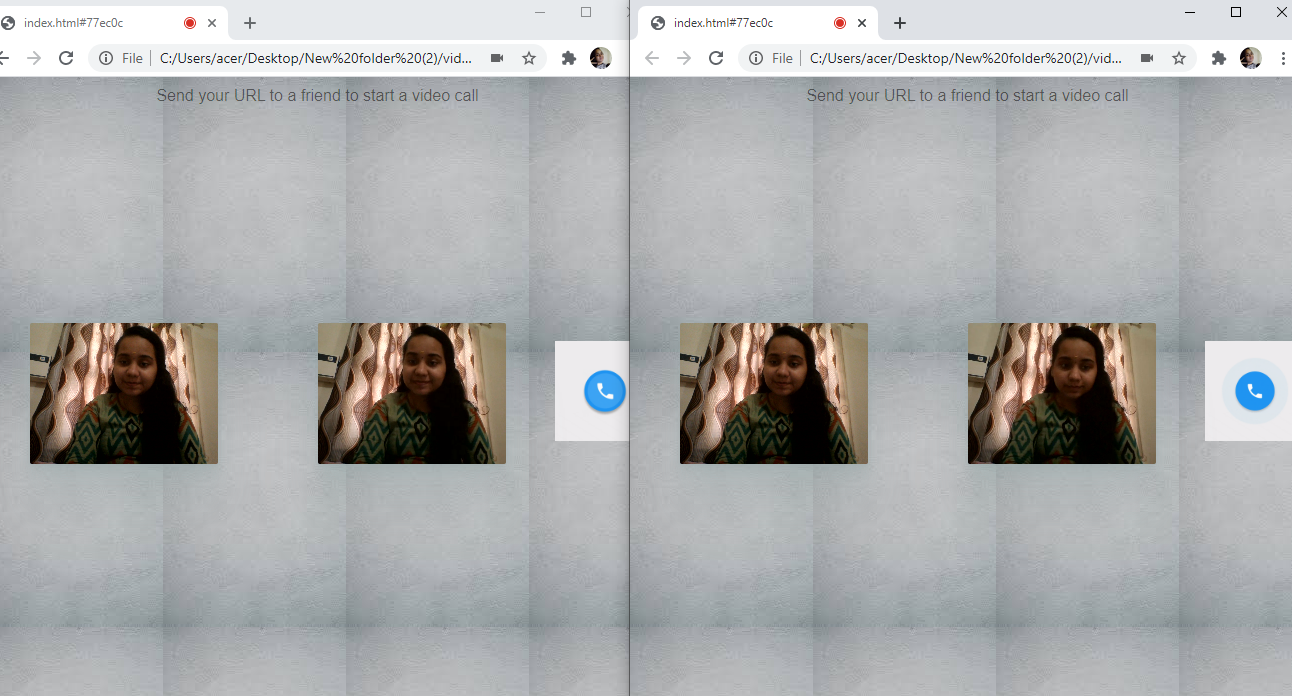 index.html#77ec0c
File
C:/Users/acer/Desktop/New%20folder%20(2)/vid...
Send your URL to a friend to start a video call
index.html#77ec0c
File
C:/Users/acer/Desktop/New%20folder%20(2)/vid...
Send your URL to a friend to start a video call